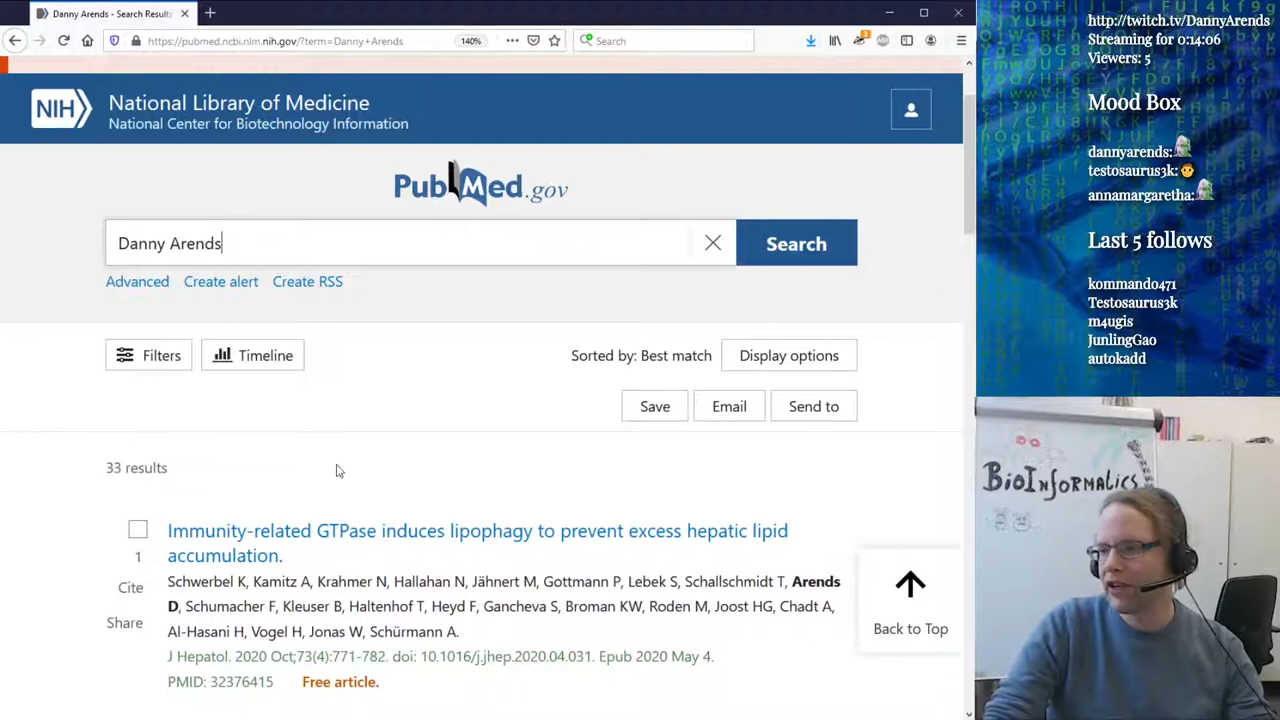 Danny Arends - Search Results
https://pubmed.ncbi.nlm.nih.gov/?term=Danny+Arends
140%
Search
3
NIH
National Library of Medicine
National Center for Biotechnology Information
PubMed.gov
Danny Arends
Search
Advanced
Create alert
Create RSS
Filters
Timeline
Sorted by: Best match
Display options
Save
Email
Send to
33 results
Immunity-related GTPase induces lipophagy to prevent excess hepatic lipid
accumulation.
1
Cite
Share
Schwerbel K, Kamitz A, Krahmer N, Hallahan N, Jähnert M, Gottmann P, Lebek S, Schallschmidt T, Arends
D, Schumacher F, Kleuser B, Haltenhof T, Heyd F, Gancheva S, Broman KW, Roden M, Joost HG, Chadt A,
Al-Hasani H, Vogel H, Jonas W, Schürmann A.
J Hepatol. 2020 Oct;73(4):771-782. doi: 10.1016/j.jhep.2020.04.031. Epub 2020 May 4.
PMID: 32376415 Free article.
Back to Top
http://twitch.tv/DannyArends
Streaming for 0:14:06
Viewers: 5
Mood Box
dannyarends:
testosaurus3k:
annamargaretha:
Last 5 follows
kommando471
Testosaurus3k
m4ugis
JunlingGao
autokadd
BioInformatics